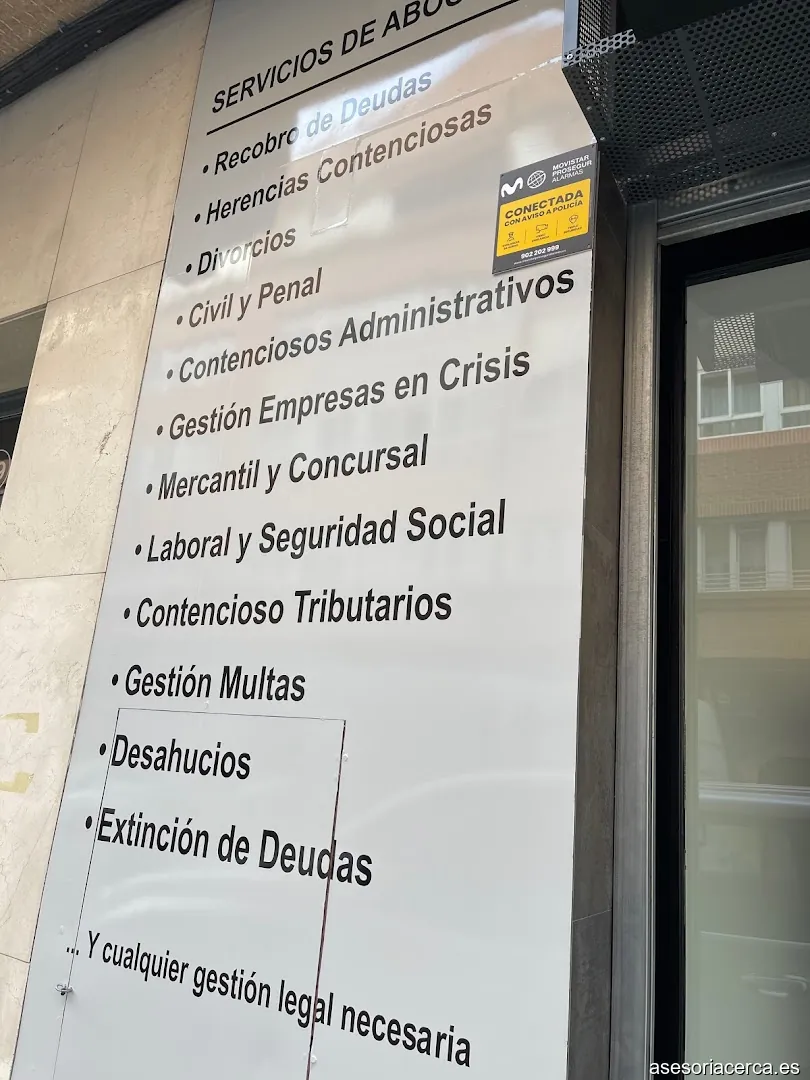 SERVICIOS DE
• Recobro de Deudas
• Herencias Contenciosas
• Divorcios
• Civil y Penal
• Contenciosos Administrativos
• Gestión Empresas en Crisis
• Mercantil y Concursal
• Laboral y Seguridad Social
• Contencioso Tributarios
• Gestión Multas
• Desahucios
• Extinción de Deudas
... Y cualquier gestión legal necesaria
MOVISTAR
PROSEGUR
ALARMAS
CONECTADA
CON AVISO A POLICÍA
902 202 999
asesoriacerca.es